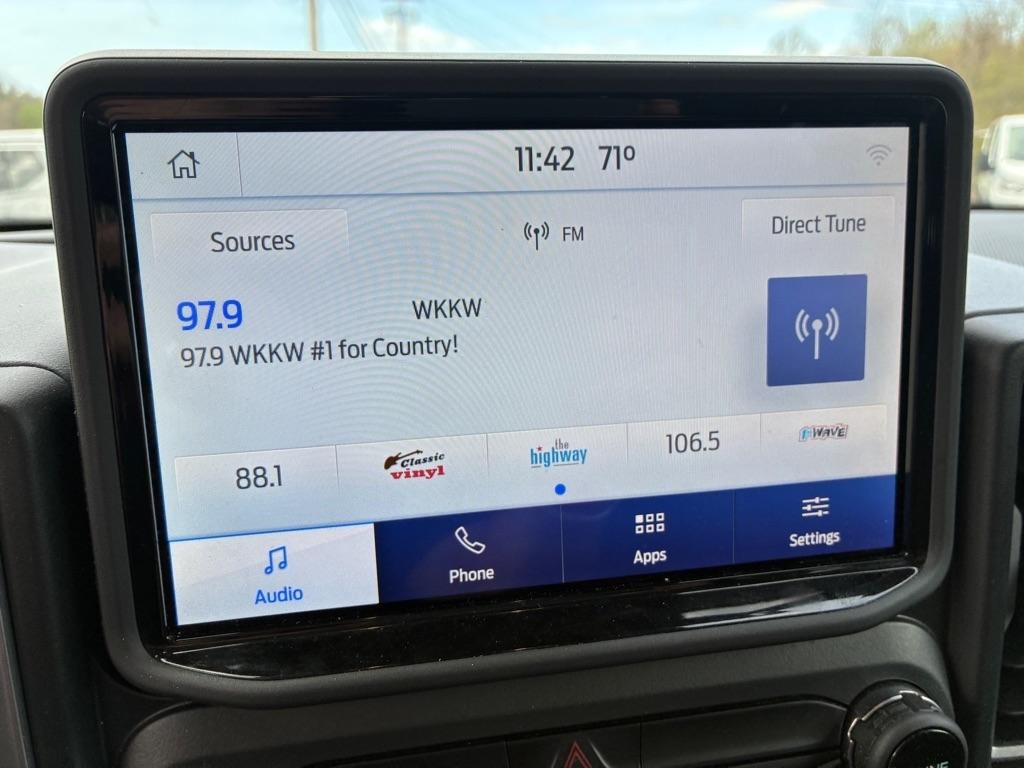 11:42 71°
Sources
FM
Direct Tune
97.9
WKKW
97.9 WKKW #1 for Country!
88.1
Classic
vinyl
the
highway
106.5
1st WAVE
Audio
Phone
Apps
Settings